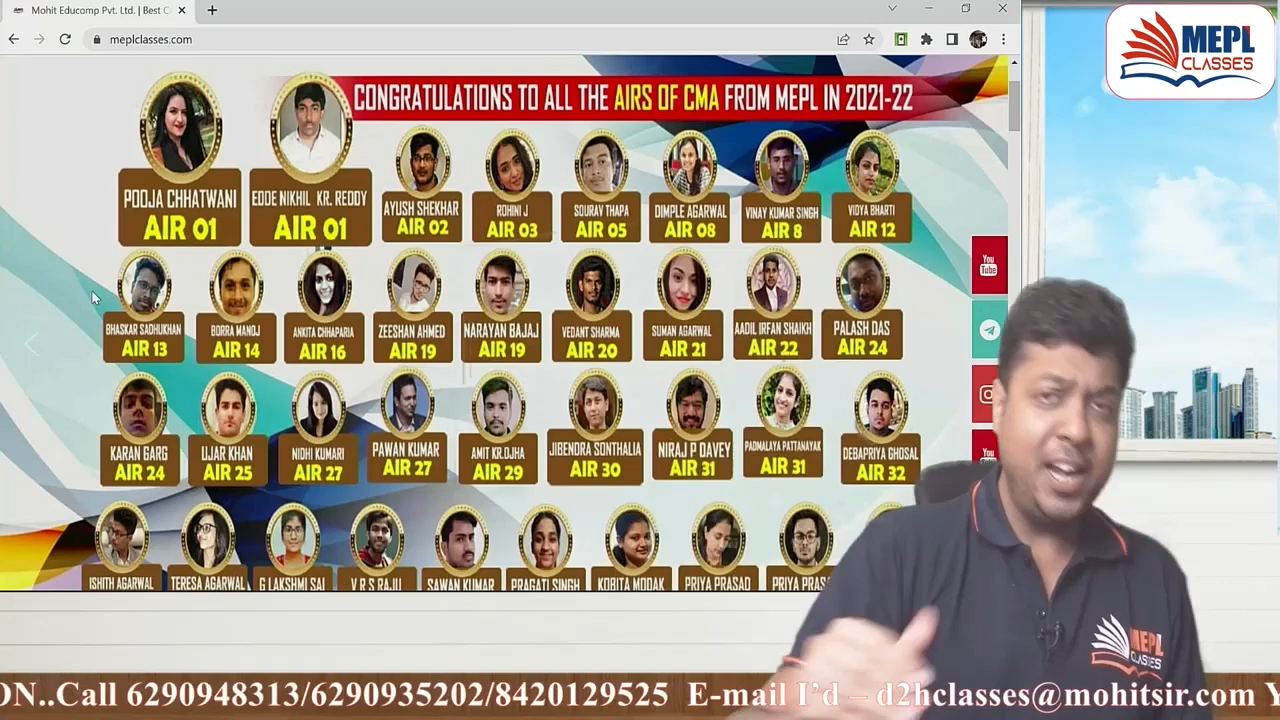 Mohit Educomp Pvt. Ltd. | Best C
meplclasses.com
MEPL
CLASSES
CONGRATULATIONS TO ALL THE AIRS OF CMA FROM MEPL IN 2021-22
POOJA CHHATWANI
AIR 01
EDDE NIKHIL KR. REDDY
AIR 01
AYUSH SHEKHAR
AIR 02
ROHINI J
AIR 03
SOURAV THAPA
AIR 05
DIMPLE AGARWAL
AIR 08
VINAY KUMAR SINGH
AIR 8
VIDYA BHARTI
AIR 12
BHASKAR SADHUKHAN
AIR 13
BORRA MANOJ
AIR 14
ANKITA CHHAPARIA
AIR 16
ZEESHAN AHMED
AIR 19
NARAYAN BAJAJ
AIR 19
VEDANT SHARMA
AIR 20
SUMAN AGARWAL
AIR 21
AADIL IRFAN SHAIKH
AIR 22
PALASH DAS
AIR 24
KARAN GARG
AIR 24
UJAR KHAN
AIR 25
NIDHI KUMARI
AIR 27
PAWAN KUMAR
AIR 27
AMIT KR.OJHA
AIR 29
JIBENDRA SONTHALIA
AIR 30
NIRAJ P DAVEY
AIR 31
PADMALAYA PATTANAYAK
AIR 31
DEBAPRIYA GHOSAL
AIR 32
ISHITH AGARWAL
TERESA AGARWAL
G LAKSHMI SAI
V R S RAJU
SAWAN KUMAR
PRAGATI SINGH
KOBITA MODAK
PRIYA PRASAD
PRIYA PRAS
You
Tube
You
MEPL
CLASSES
ON..Call 6290948313/6290935202/8420129525 E-mail I'd – d2hclasses@mohitsir.com Y